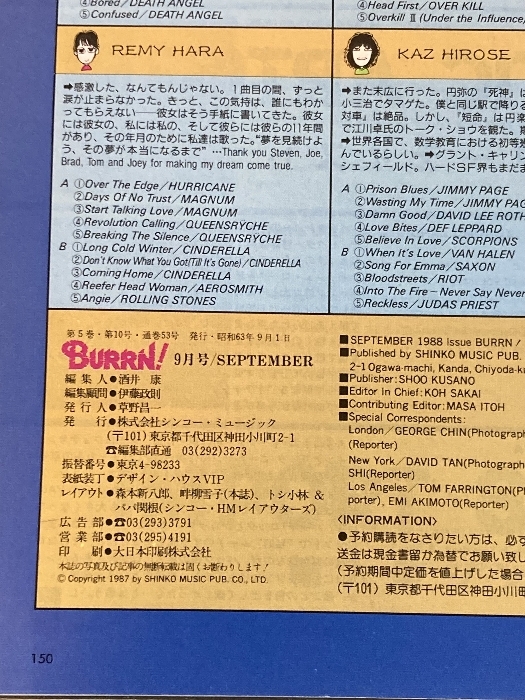 ④Bored/DEATH ANGEL
⑤Confused/DEATH ANGEL
④Head First/OVER KILL
⑤Overkill Ⅱ (Under the Influence)
REMY HARA
➡感激した、なんてもんじゃない。1曲目の間、ずっと
涙が止まらなかった。きっと、この気持は、誰にもわか
ってもらえない——彼女はそう手紙に書いてきた。彼女
には彼女の、私には私の、そして彼らには彼らの11年間
があり、その年月のために私達は歌った。“夢を見続けよ
う、その夢が本当になるまで” …Thank you Steven, Joe,
Brad, Tom and Joey for making my dream come true.
A ①Over The Edge/HURRICANE
②Days Of No Trust/MAGNUM
③Start Talking Love/MAGNUM
④Revolution Calling/QUEENSRŸCHE
⑤Breaking The Silence/QUEENSRŸCHE
B ①Long Cold Winter/CINDERELLA
②Don't Know What You Got(Till It's Gone)/CINDERELLA
③Coming Home/CINDERELLA
④Reefer Head Woman/AEROSMITH
⑤Angie/ROLLING STONES
KAZ HIROSE
➡また末広に行った。円弥の『死神』は
小三治でタマゲた。僕と同じ駅で降り
対車』は絶品。しかし、『短命』は円楽
で江川卓氏のトーク・ショウを観た。
➡世界各国で、数学教育における初等
んでいるらしい。➡グラント・キャリン
シェフィールド。ハードSF界もまだま
A ①Prison Blues/JIMMY PAGE
②Wasting My Time/JIMMY PAG
③Damn Good/DAVID LEE ROTH
④Love Bites/DEF LEPPARD
⑤Believe In Love/SCORPIONS
B ①When It's Love/VAN HALEN
②Song For Emma/SAXON
③Bloodstreets/RIOT
④Into The Fire—Never Say Never
⑤Reckless/JUDAS PRIEST
第5巻・第10号・通巻53号 発行・昭和63年9月1日
BURRN! 9月号/SEPTEMBER
編集人●酒井 康
編集顧問●伊藤政則
発行人●草野昌一
発行●株式会社シンコー・ミュージック
(〒101)東京都千代田区神田小川町2-1
☎編集部直通 03(292)3273
振替番号●東京4-98233
表紙装丁●デザイン・ハウスVIP
レイアウト●森本新八郎、畔柳雪子(本誌)、トシ小林 &
ババ関根(シンコー・HMレイアウターズ)
広告部●☎03(293)3791
営業部●☎03(295)4191
印刷●大日本印刷株式会社
本誌の写真及び記事の無断転載は固くお断わりします!
©Copyright 1987 by SHINKO MUSIC PUB. CO., LTD.
■SEPTEMBER 1988 Issue BURRN /
■Published by SHINKO MUSIC PUB.
2-1 Ogawa-machi, Kanda, Chiyoda-ku
■Publisher: SHOO KUSANO
■Editor In Chief: KOH SAKAI
■Contributing Editor: MASA ITOH
■Special Correspondents:
London/GEORGE CHIN(Photograph
(Reporter)
New York/DAVID TAN(Photograph
SHI(Reporter)
Los Angeles/TOM FARRINGTON(P
porter), EMI AKIMOTO(Reporter)
〈INFORMATION〉
●予約購読をなさりたい方は、必ず
送金は現金書留か為替でお願い致し
(予約期間中定価を値上げした場合
(〒101)東京都千代田区神田小川
150